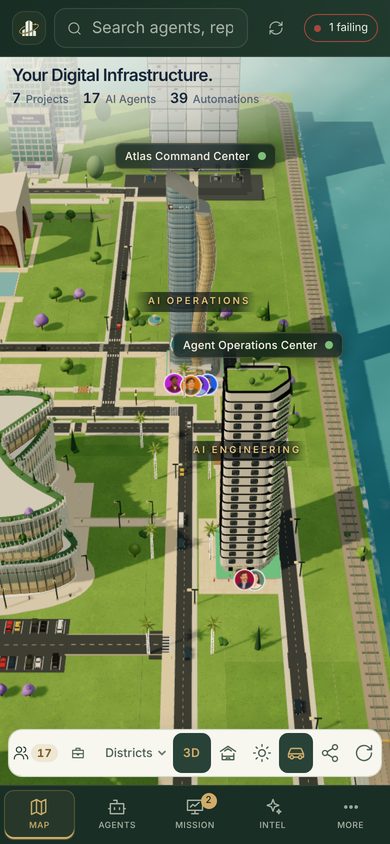 Search agents, rep
1 failing
Your Digital Infrastructure.
7 Projects 17 AI Agents 39 Automations
Atlas Command Center
AI OPERATIONS
Agent Operations Center
AI ENGINEERING
17 Districts 3D
2
MAP AGENTS MISSION INTEL MORE